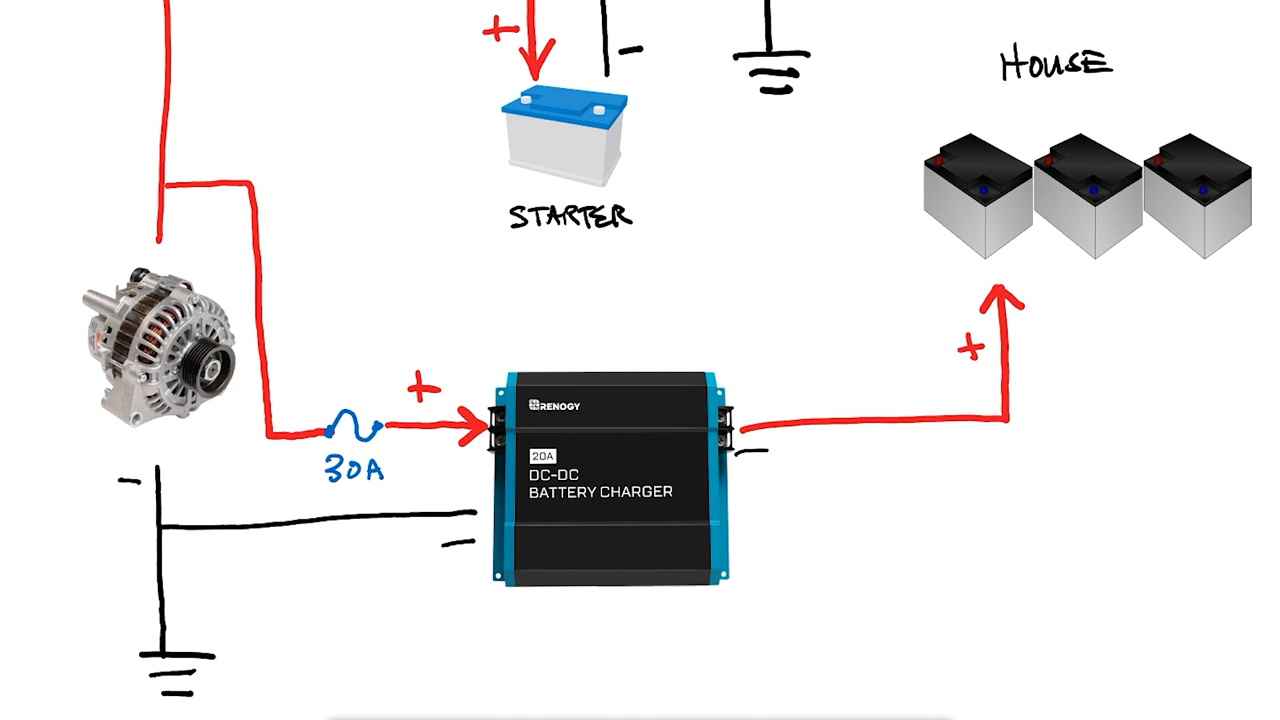 +
−
HOUSE
STARTER
+
+
RENOGY
30A
20A
DC-DC
BATTERY CHARGER
−
−
−